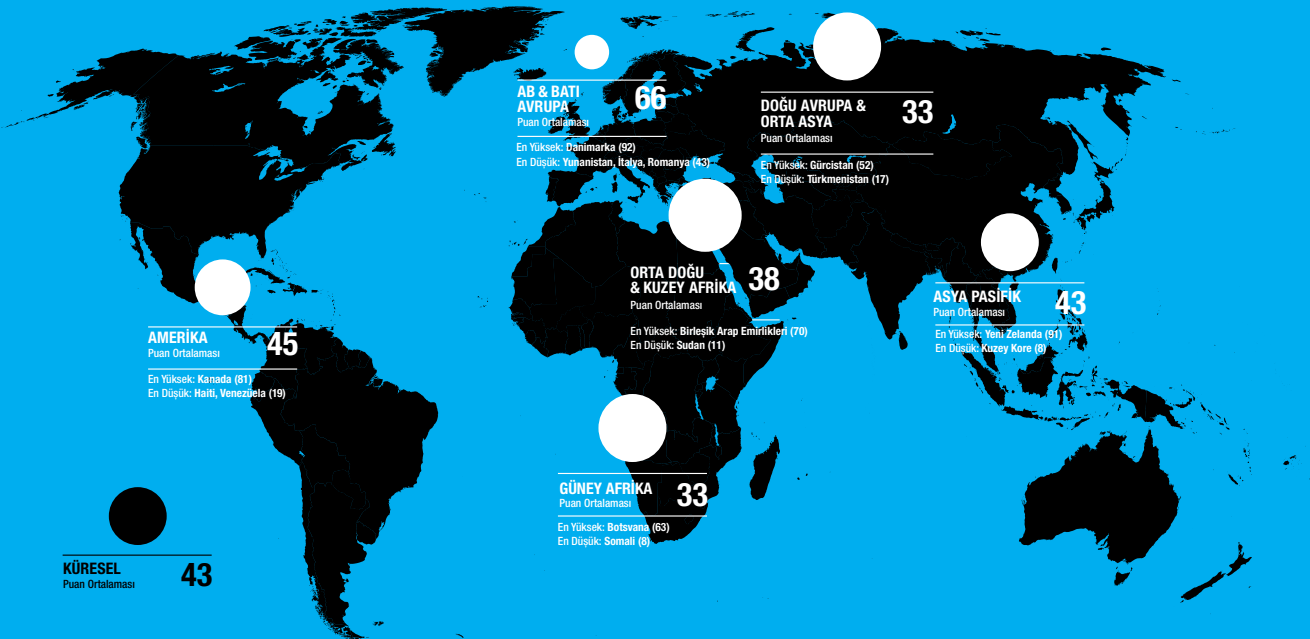 AB & BATI
AVRUPA
Puan Ortalaması
66
En Yüksek: Danimarka (92)
En Düşük: Yunanistan, İtalya, Romanya (43)
DOĞU AVRUPA &
ORTA ASYA
Puan Ortalaması
33
En Yüksek: Gürcistan (52)
En Düşük: Türkmenistan (17)
ORTA DOĞU
& KUZEY AFRİKA
Puan Ortalaması
38
En Yüksek: Birleşik Arap Emirlikleri (70)
En Düşük: Sudan (11)
ASYA PASİFİK
Puan Ortalaması
43
En Yüksek: Yeni Zelanda (91)
En Düşük: Kuzey Kore (8)
AMERİKA
Puan Ortalaması
45
En Yüksek: Kanada (81)
En Düşük: Haiti, Venezüela (19)
GÜNEY AFRİKA
Puan Ortalaması
33
En Yüksek: Botsvana (63)
En Düşük: Somali (8)
KÜRESEL
Puan Ortalaması
43